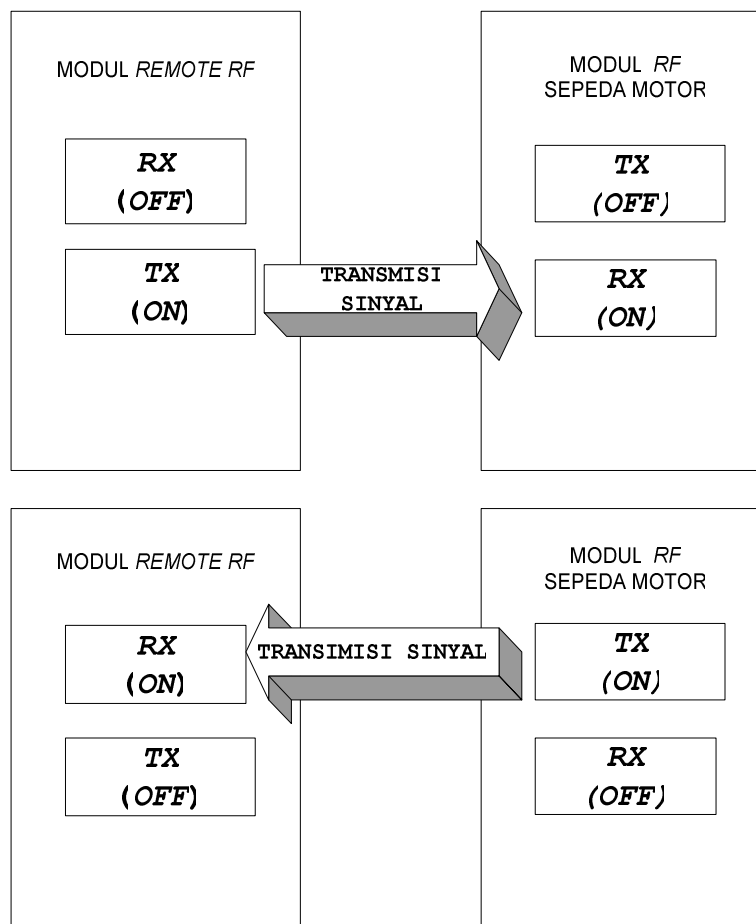 MODUL REMOTE RF
MODUL RF
SEPEDA MOTOR
RX
(OFF)
TX
(ON)
TRANSMISI
SINYAL
TX
(OFF)
RX
(ON)
MODUL REMOTE RF
MODUL RF
SEPEDA MOTOR
RX
(ON)
TX
(OFF)
TRANSIMISI SINYAL
TX
(ON)
RX
(OFF)